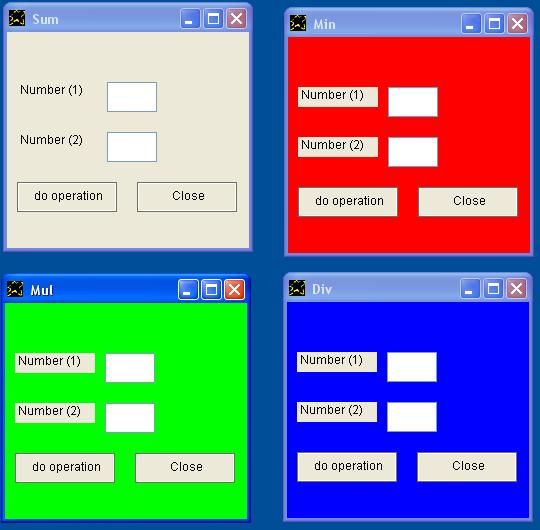 Sum
Number (1)
Number (2)
do operation Close
Min
Number (1)
Number (2)
do operation Close
Mul
Number (1)
Number (2)
do operation Close
Div
Number (1)
Number (2)
do operation Close